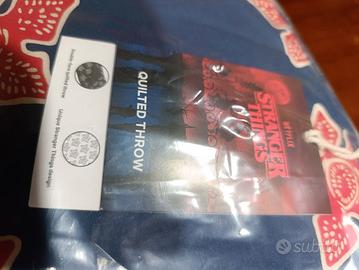 NETFLIX
STRANGER
THINGS
QUILTED THROW
Unique Stranger Things design
subito